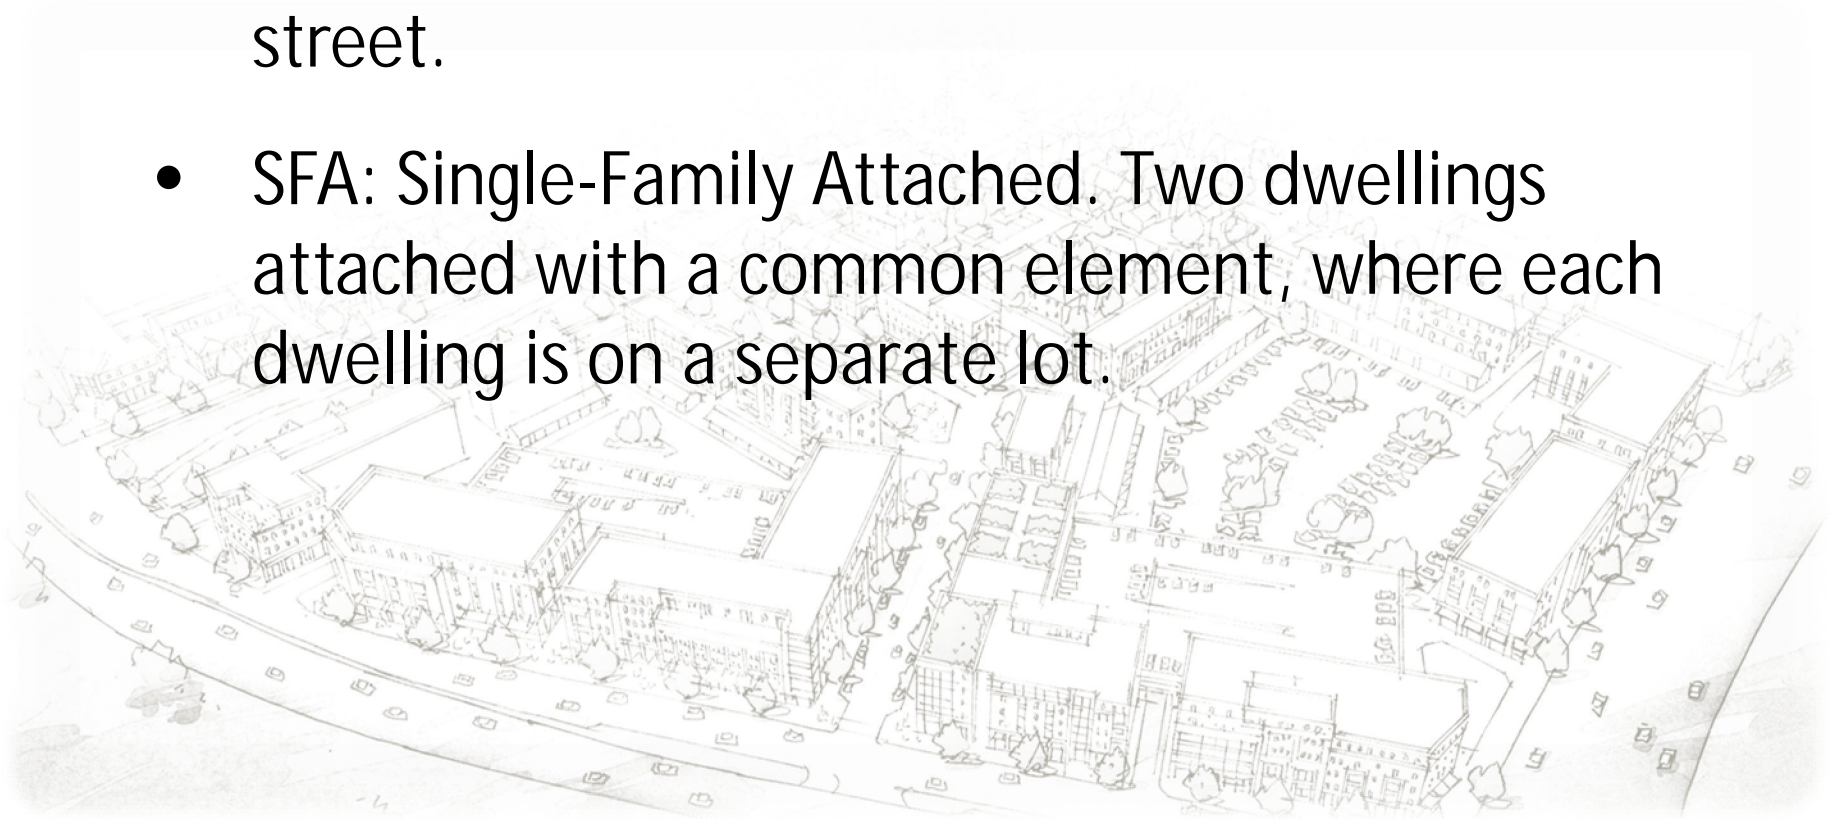 street.
• SFA: Single-Family Attached. Two dwellings
attached with a common element, where each
dwelling is on a separate lot.